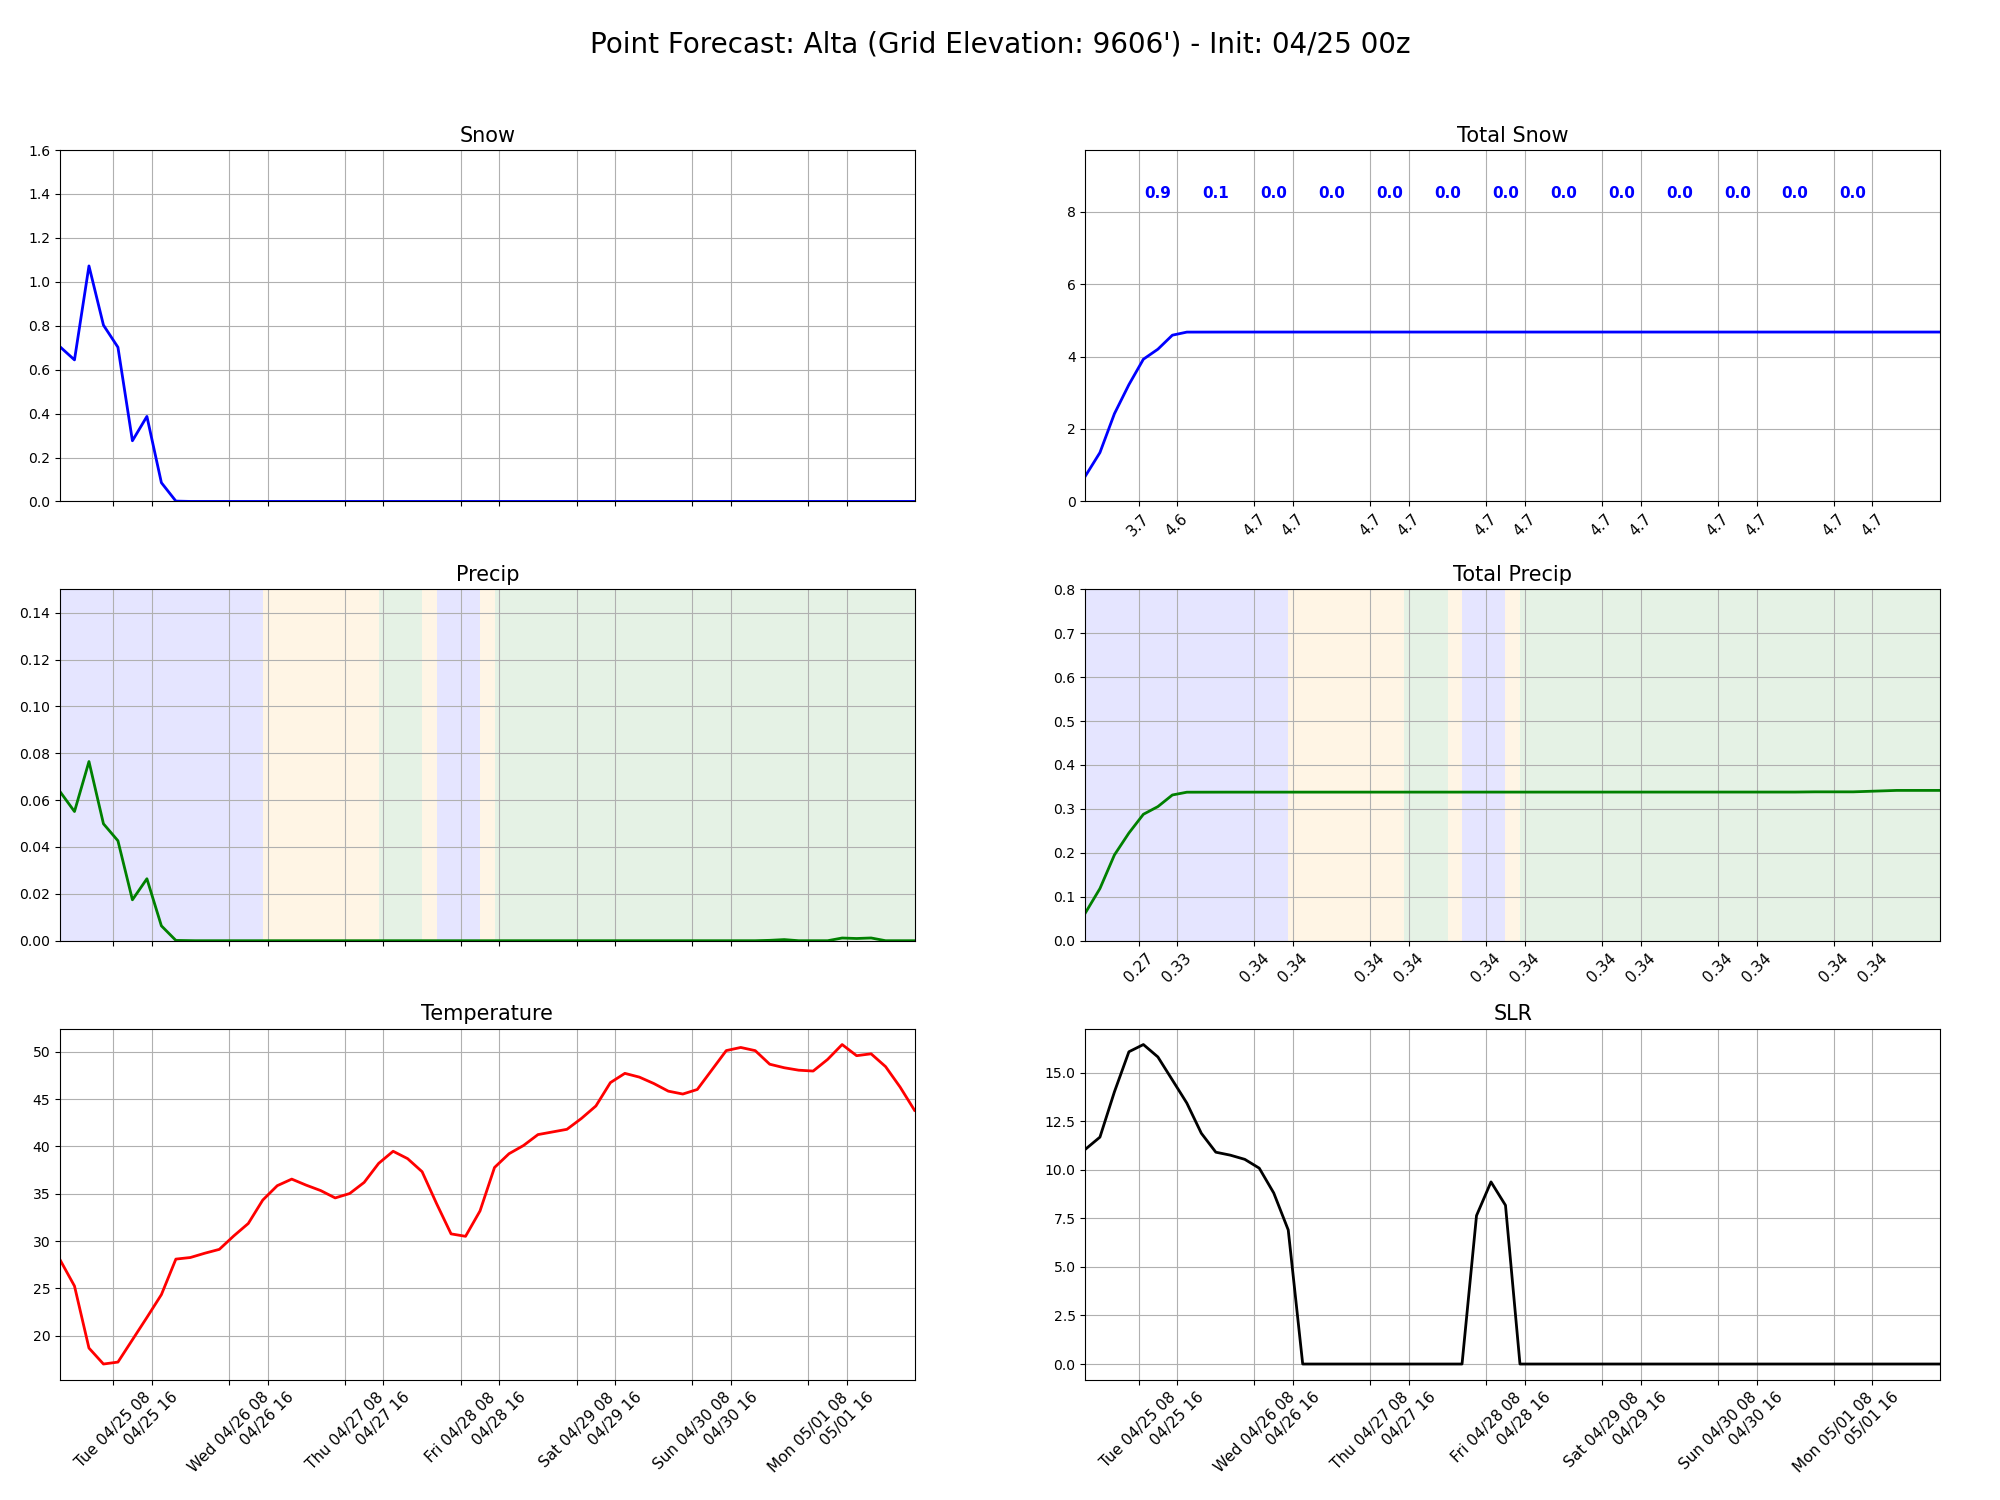 Point Forecast: Alta (Grid Elevation: 9606') - Init: 04/25 00z
Snow
1.6
1.4
1.2
1.0
0.8
0.6
0.4
0.2
0.0
Total Snow
0.9 0.1 0.0 0.0 0.0 0.0 0.0 0.0 0.0 0.0 0.0 0.0 0.0
8
6
4
2
0
3.7 4.6 4.7 4.7 4.7 4.7 4.7 4.7 4.7 4.7 4.7 4.7 4.7 4.7
Precip
0.14
0.12
0.10
0.08
0.06
0.04
0.02
0.00
Total Precip
0.8
0.7
0.6
0.5
0.4
0.3
0.2
0.1
0.0
0.27 0.33 0.34 0.34 0.34 0.34 0.34 0.34 0.34 0.34 0.34 0.34 0.34 0.34
Temperature
50
45
40
35
30
25
20
Tue 04/25 08
04/25 16
Wed 04/26 08
04/26 16
Thu 04/27 08
04/27 16
Fri 04/28 08
04/28 16
Sat 04/29 08
04/29 16
Sun 04/30 08
04/30 16
Mon 05/01 08
05/01 16
SLR
15.0
12.5
10.0
7.5
5.0
2.5
0.0
Tue 04/25 08
04/25 16
Wed 04/26 08
04/26 16
Thu 04/27 08
04/27 16
Fri 04/28 08
04/28 16
Sat 04/29 08
04/29 16
Sun 04/30 08
04/30 16
Mon 05/01 08
05/01 16